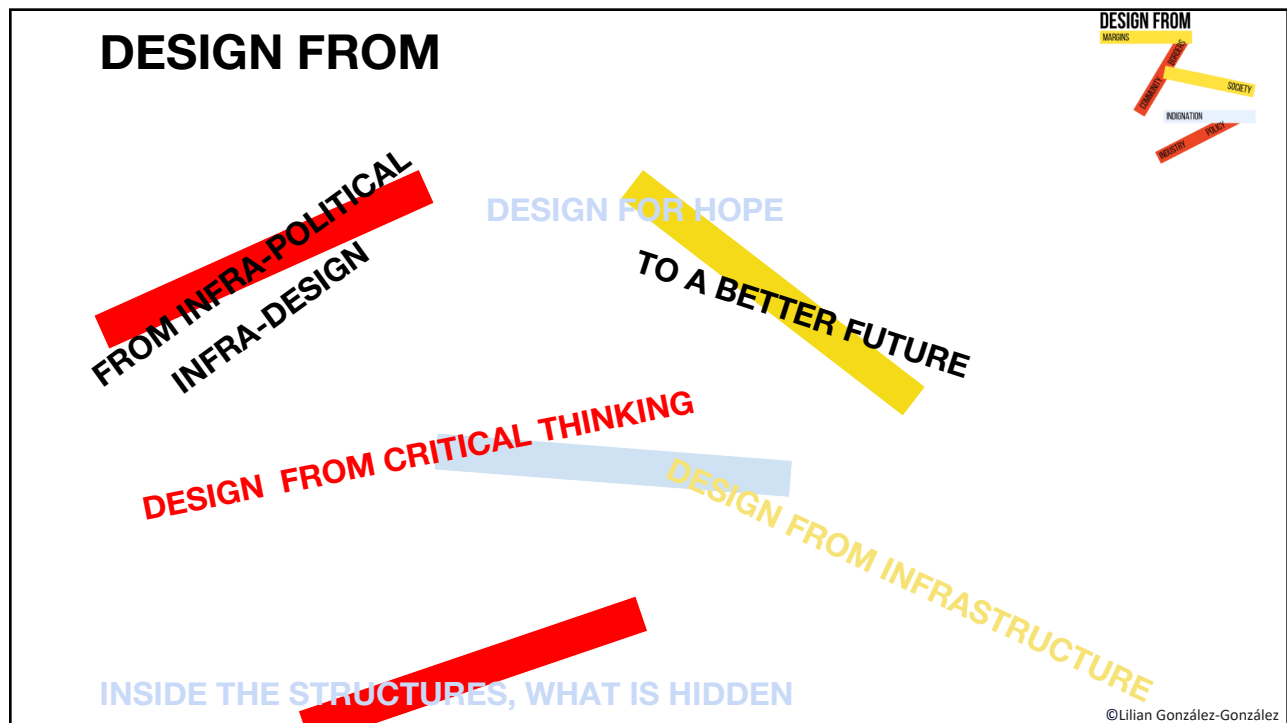 DESIGN FROM
DESIGN FROM
MARGINS
BORDERS
COMMUNITY
SOCIETY
INDIGNATION
POLICY
INDUSTRY
FROM INFRA-POLITICAL
INFRA-DESIGN
DESIGN FOR HOPE
TO A BETTER FUTURE
DESIGN  FROM CRITICAL THINKING
DESIGN FROM INFRASTRUCTURE
INSIDE THE STRUCTURES, WHAT IS HIDDEN
©Lilian González-González